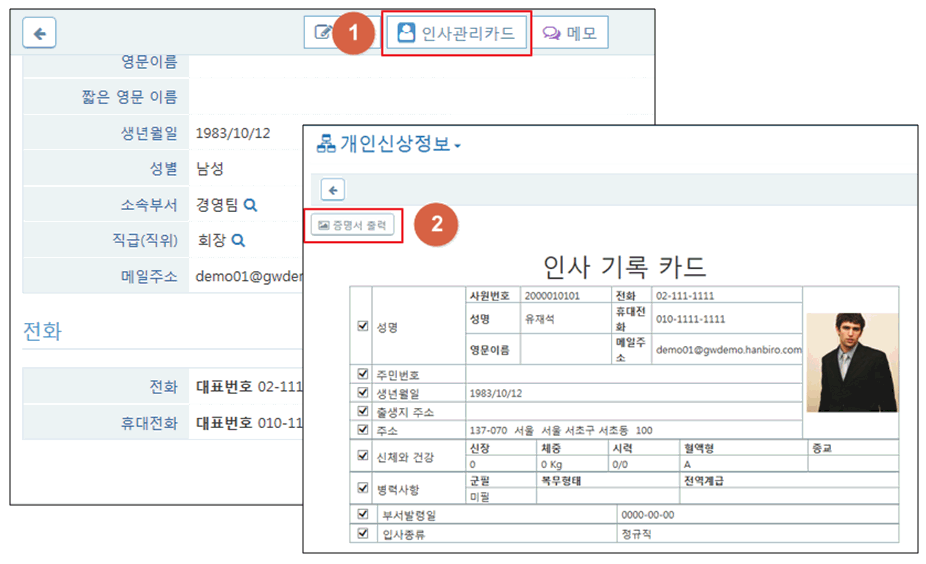 1
인사관리카드
메모
영문이름
짧은 영문 이름
생년월일 1983/10/12
성별 남성
소속부서 경영팀
직급(직위) 회장
메일주소 demo01@gwder
전화
전화 대표번호 02-111
휴대전화 대표번호 010-11
개인신상정보
증명서 출력
2
인사 기록 카드
성명
사원번호 2000010101 전화 02-111-1111
성명 유재석 휴대전
화 010-1111-1111
영문이름 메일주
소 demo01@gwdemo.hanbiro.com
주민번호
생년월일 1983/10/12
출생지 주소
주소 137-070 서울 서울 서초구 서초동 100
신체와 건강
신장 체중 시력 혈액형 종교
0 0 Kg 0/0 A
병력사항
군필 복무형태 전역계급
미필
부서발령일 0000-00-00
입사종류 정규직